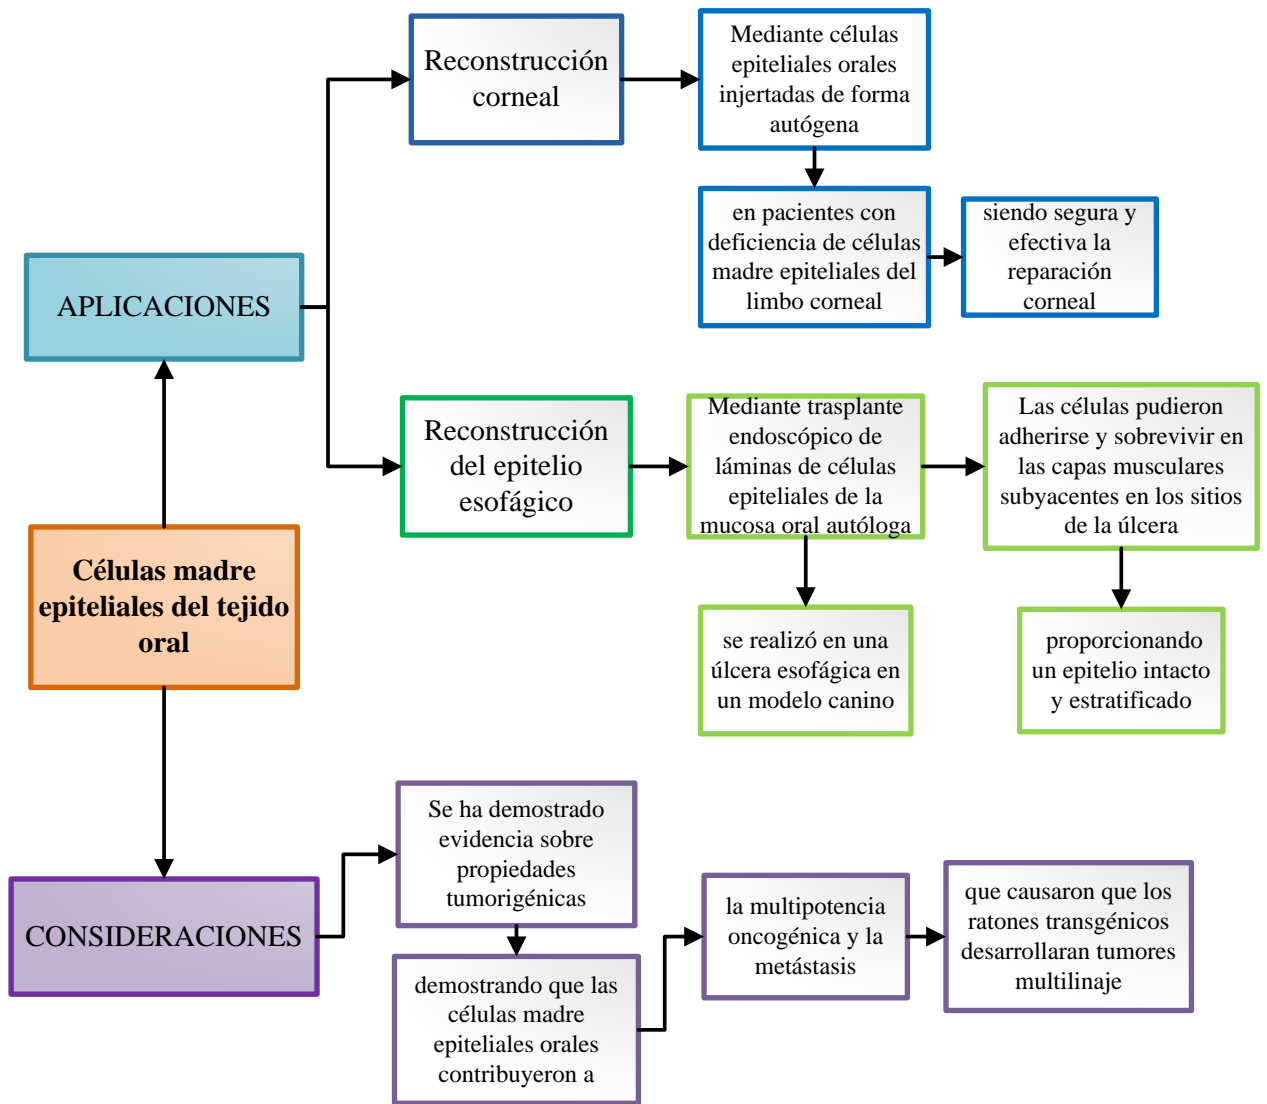 Reconstrucción
corneal
Mediante células
epiteliales orales
injertadas de forma
autógena
en pacientes con
deficiencia de células
madre epiteliales del
limbo corneal
siendo segura y
efectiva la
reparación
corneal
APLICACIONES
Reconstrucción
del epitelio
esofágico
Mediante trasplante
endoscópico de
láminas de células
epiteliales de la
mucosa oral autóloga
Las células pudieron
adherirse y sobrevivir en
las capas musculares
subyacentes en los sitios
de la úlcera
se realizó en una
úlcera esofágica en
un modelo canino
proporcionando
un epitelio intacto
y estratificado
Células madre
epiteliales del tejido
oral
CONSIDERACIONES
Se ha demostrado
evidencia sobre
propiedades
tumorigénicas
demostrando que las
células madre
epiteliales orales
contribuyeron a
la multipotencia
oncogénica y la
metástasis
que causaron que los
ratones transgénicos
desarrollaran tumores
multilinaje